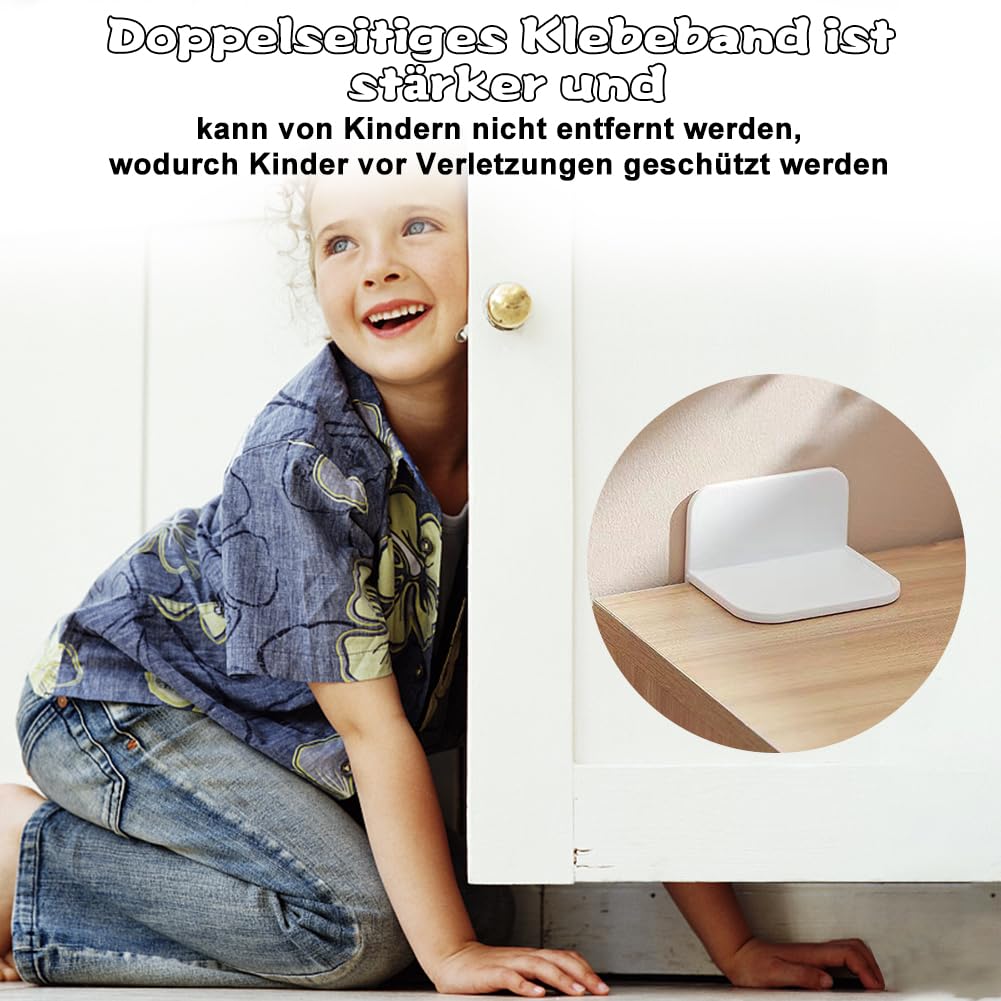 Doppelseitiges Klebeband ist
stärker und
kann von Kindern nicht entfernt werden,
wodurch Kinder vor Verletzungen geschützt werden